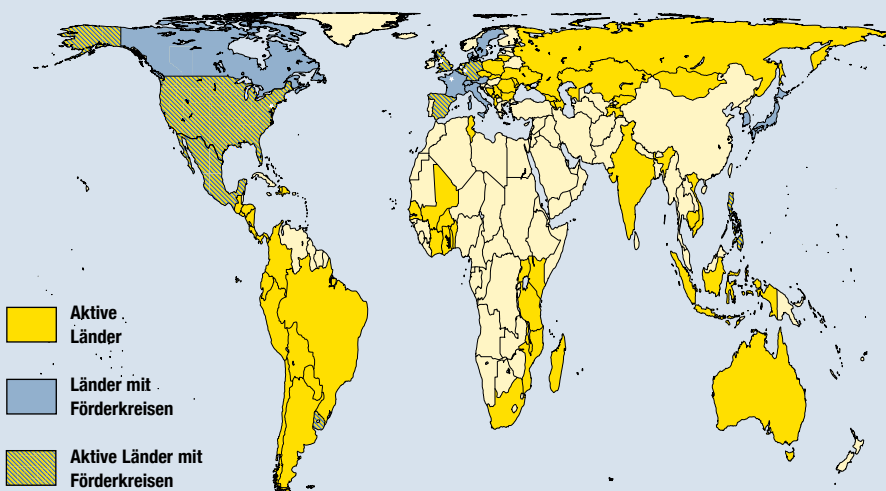 Aktive
Länder
Länder mit
Förderkreisen
Aktive Länder mit
Förderkreisen